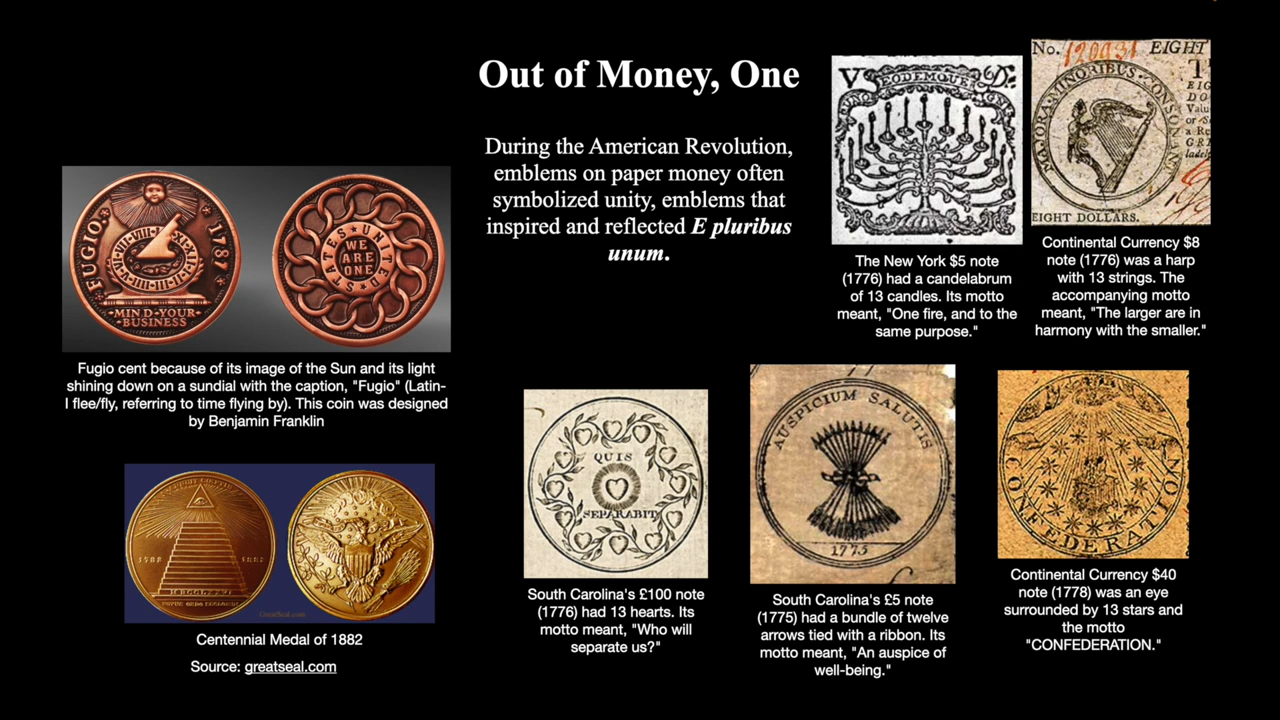 Out of Money, One
During the American Revolution,
emblems on paper money often
symbolized unity, emblems that
inspired and reflected E pluribus
unum.
FUGIO.
1787
MIND YOUR
BUSINESS
STATES UNITED
WE
ARE
ONE
Fugio cent because of its image of the Sun and its light
shining down on a sundial with the caption, "Fugio" (Latin-
I flee/fly, referring to time flying by). This coin was designed
by Benjamin Franklin
1882
GreatSeal.com
Centennial Medal of 1882
Source: greatseal.com
V
The New York $5 note
(1776) had a candelabrum
of 13 candles. Its motto
meant, "One fire, and to the
same purpose."
No. 120931 EIGHT
MAJORA MINORIBUS CONSONANT
EIGHT DOLLARS.
Continental Currency $8
note (1776) was a harp
with 13 strings. The
accompanying motto
meant, "The larger are in
harmony with the smaller."
QUIS
SEPARABIT
South Carolina's £100 note
(1776) had 13 hearts. Its
motto meant, "Who will
separate us?"
AUSPICIUM SALUTIS
1775
South Carolina's £5 note
(1775) had a bundle of twelve
arrows tied with a ribbon. Its
motto meant, "An auspice of
well-being."
CONFEDERATION
Continental Currency $40
note (1778) was an eye
surrounded by 13 stars and
the motto
"CONFEDERATION."